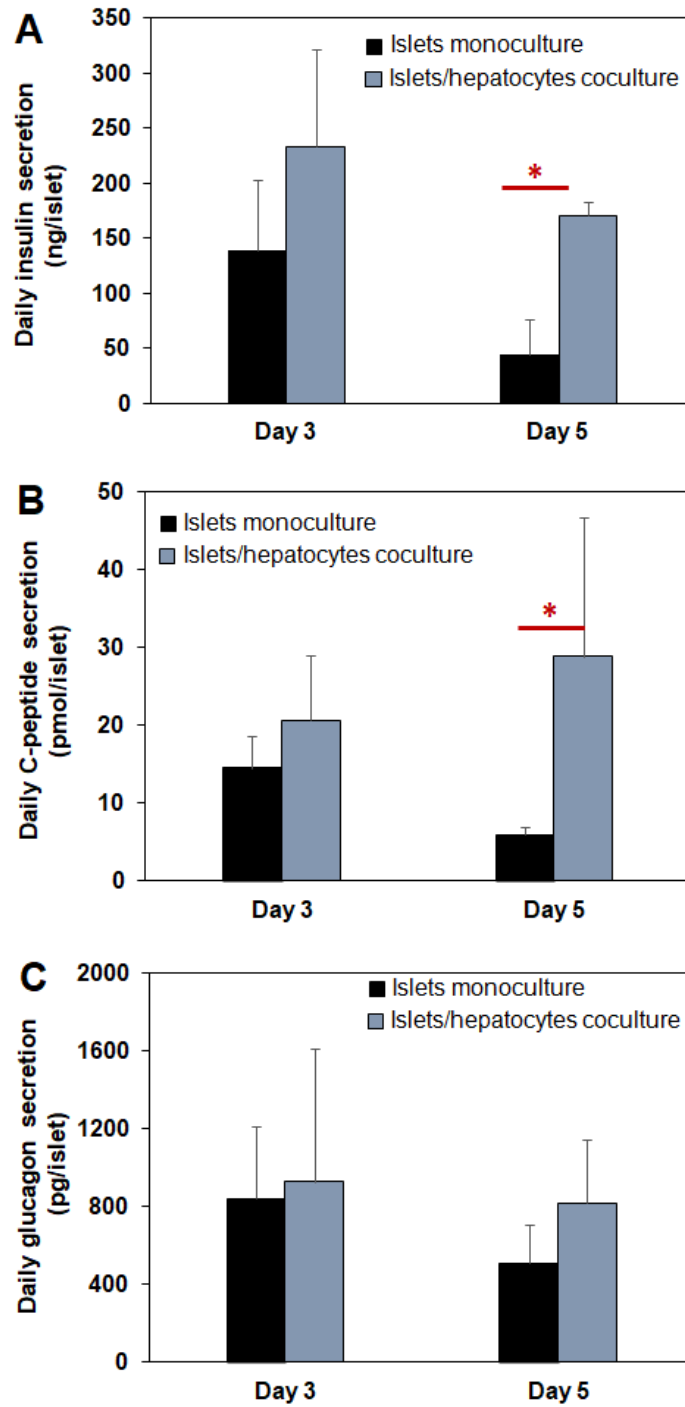 A
Daily insulin secretion
(ng/islet)
350
300
250
200
150
100
50
0
Islets monoculture
Islets/hepatocytes coculture
*
Day 3
Day 5
B
Daily C-peptide secretion
(pmol/islet)
50
40
30
20
10
0
Islets monoculture
Islets/hepatocytes coculture
*
Day 3
Day 5
C
Daily glucagon secretion
(pg/islet)
2000
1600
1200
800
400
0
Islets monoculture
Islets/hepatocytes coculture
Day 3
Day 5